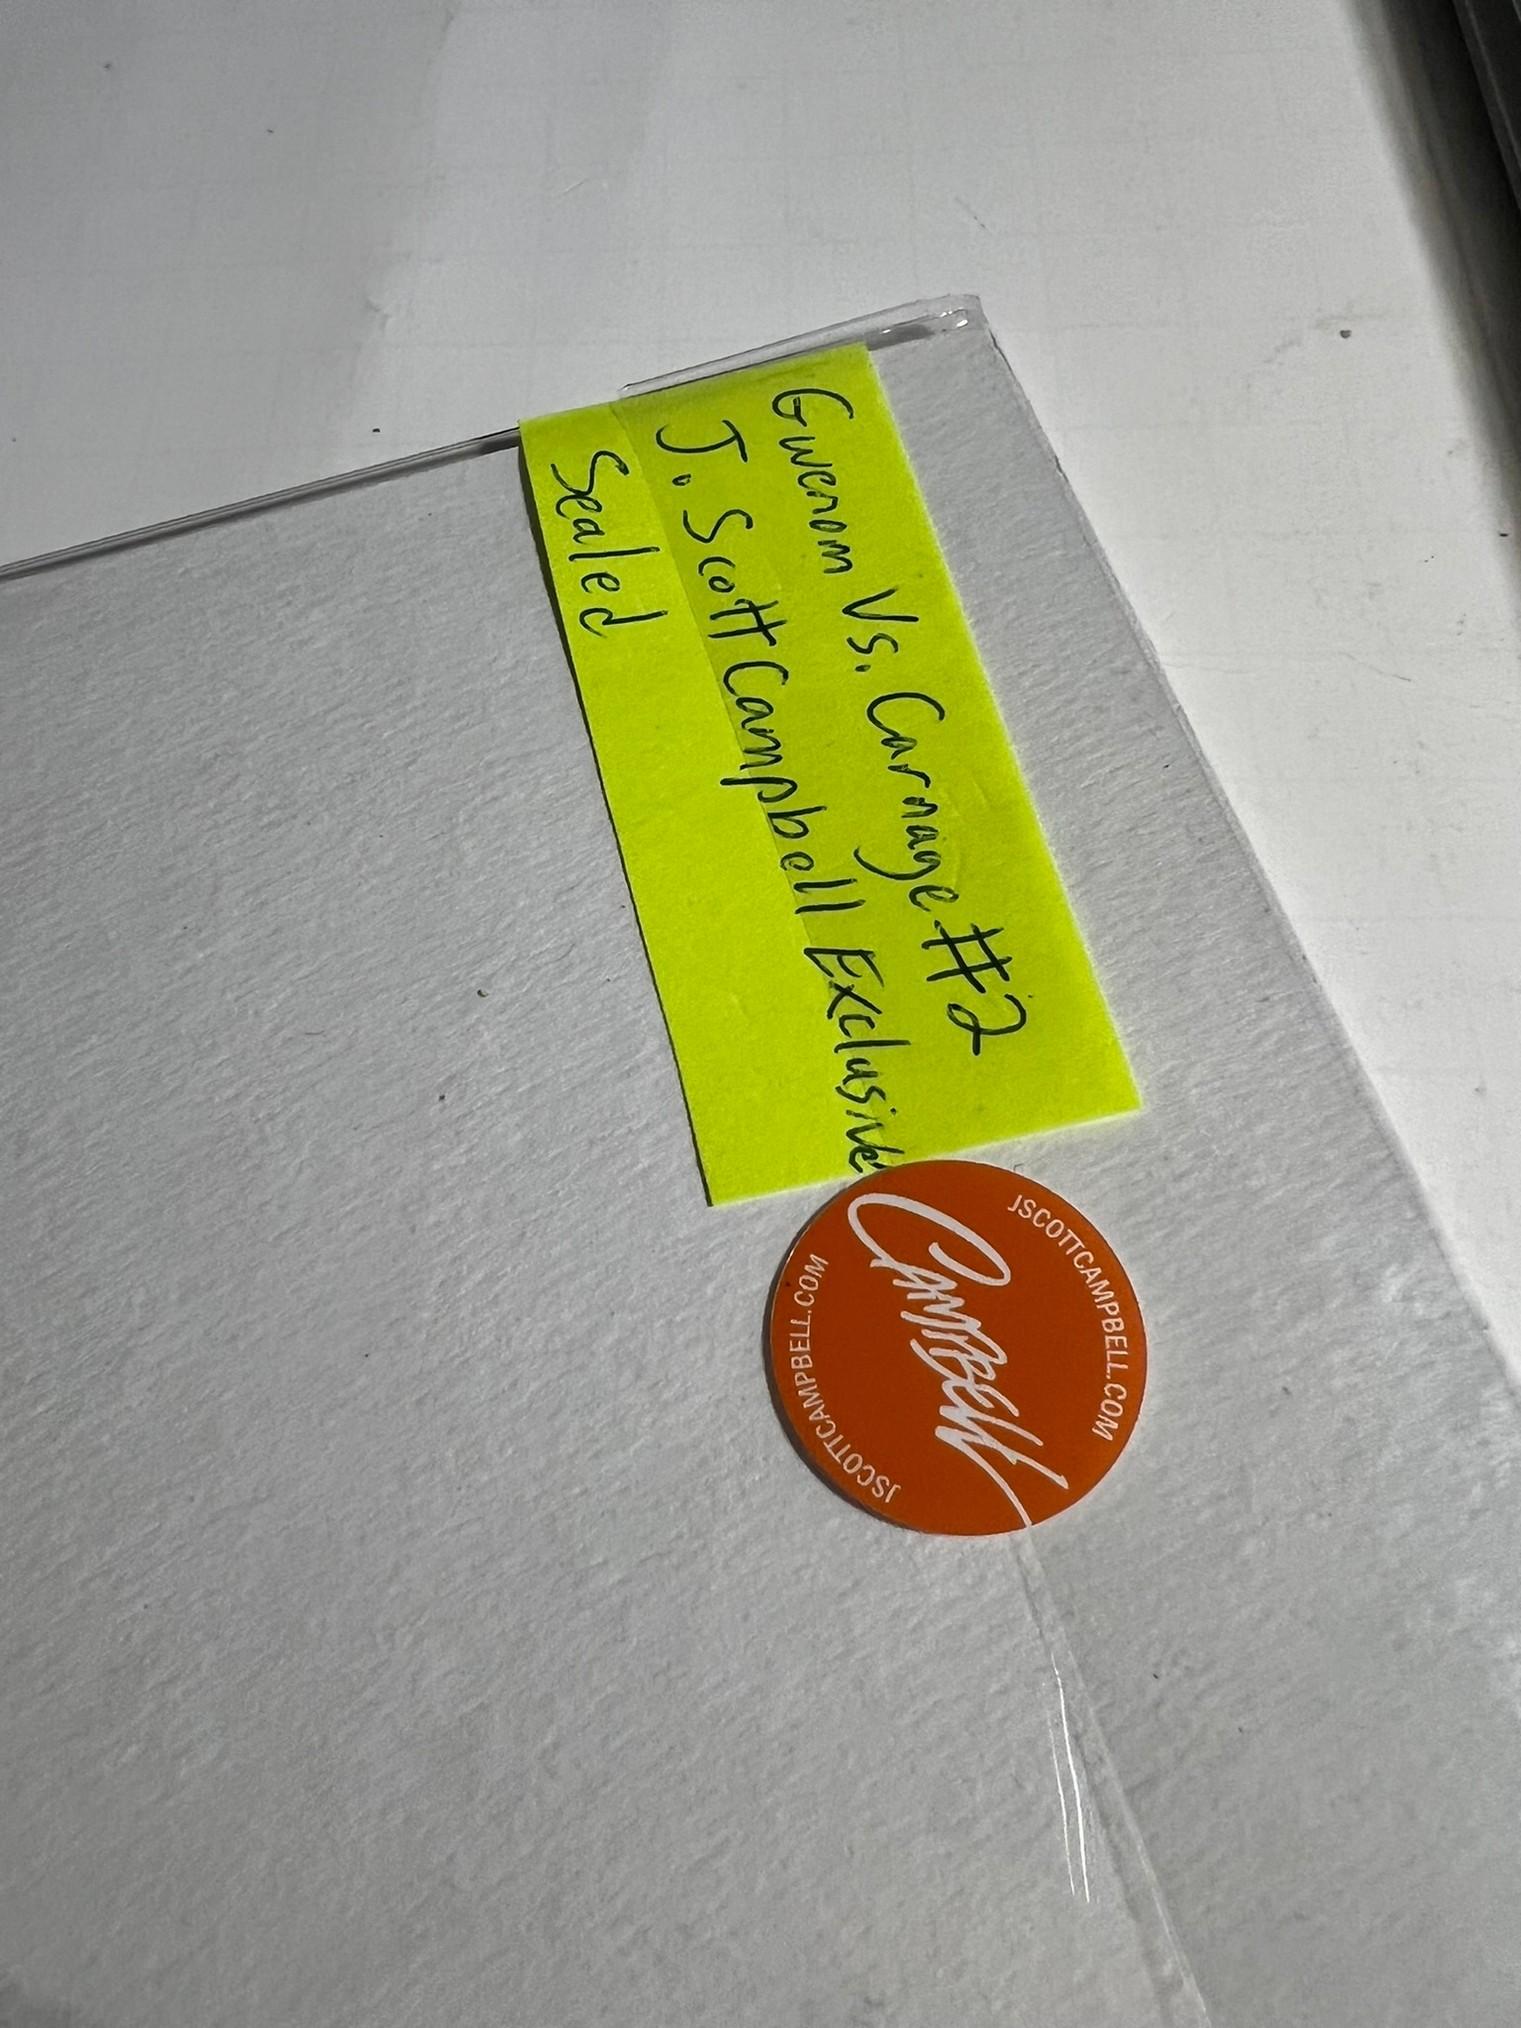 Gwenom Vs. Carnage #2
J. Scott Campbell Exclusive
Sealed
JSCOTTCAMPBELL.COM
CAMPBELL
JSCOTTCAMPBELL.COM